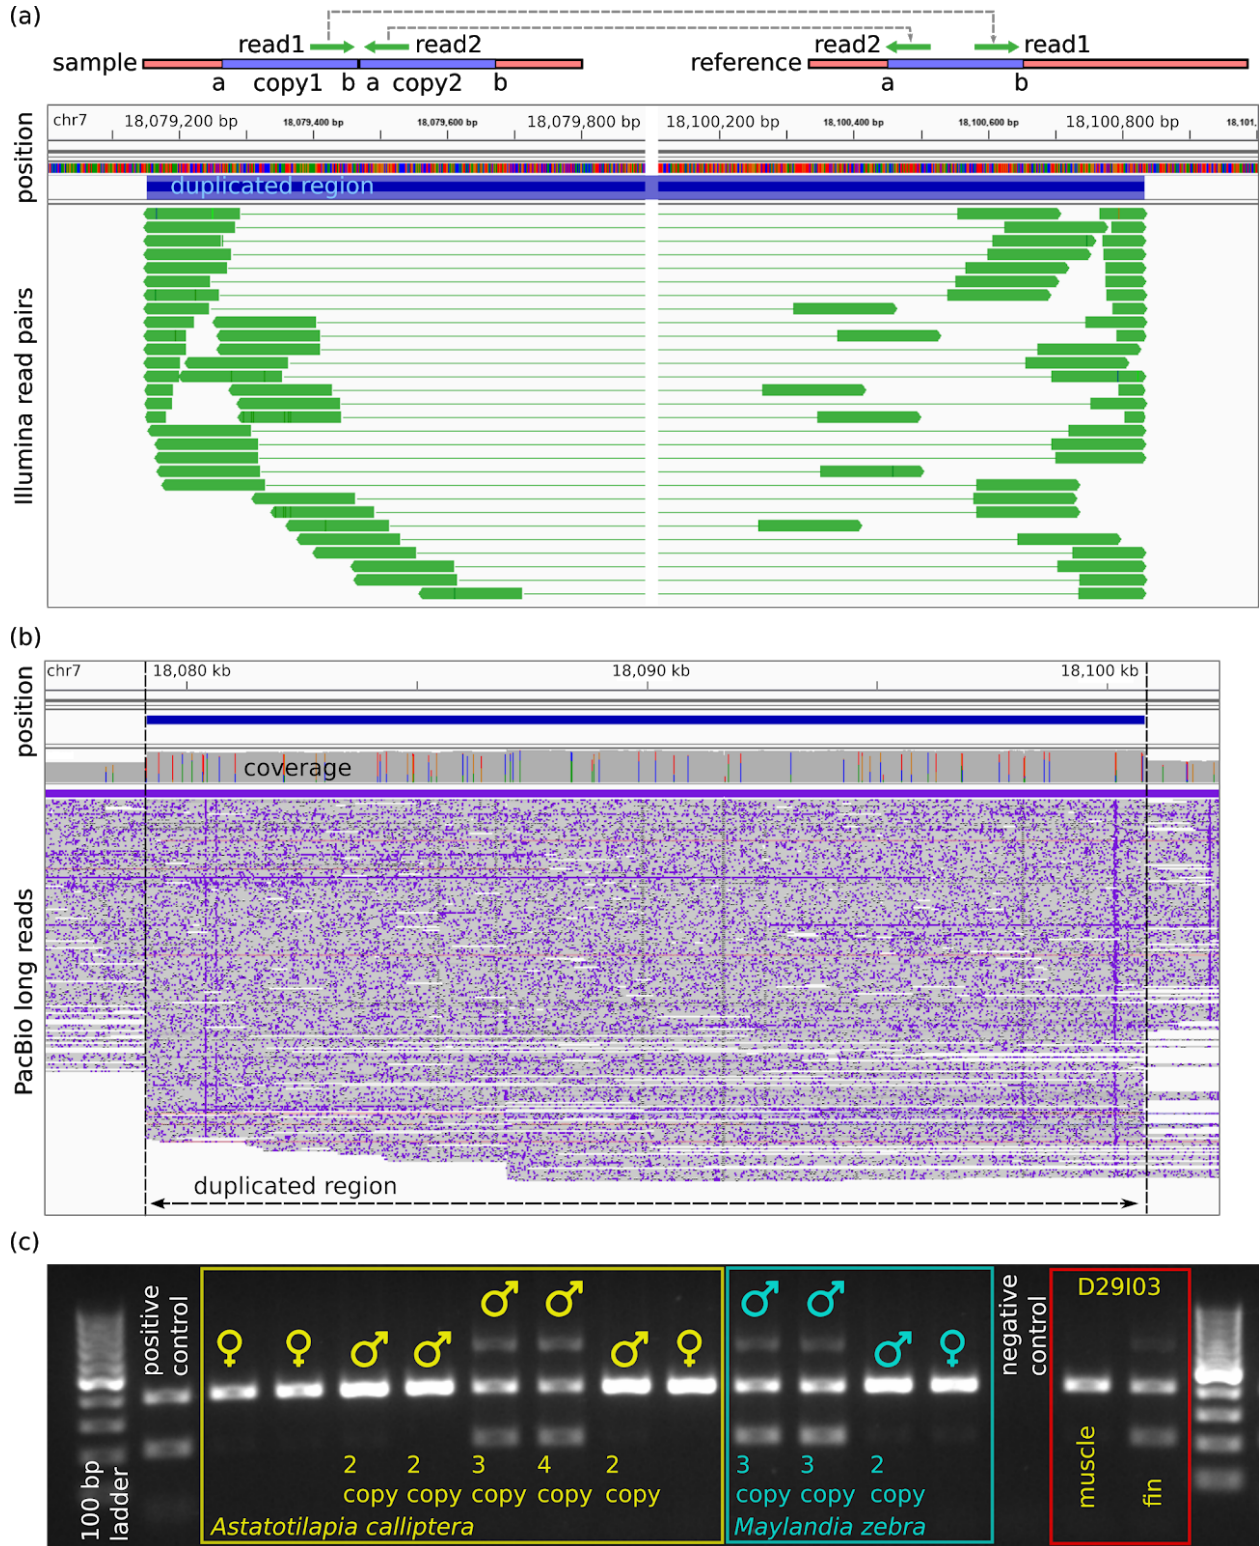 (a)
read1 read2 read2 read1
sample reference
a copy1 b a copy2 b a b
position
chr7 18,079,200 bp 18,079,400 bp 18,079,600 bp 18,079,800 bp 18,100,200 bp 18,100,400 bp 18,100,600 bp 18,100,800 bp 18,101,
duplicated region
Illumina read pairs
(b)
position
chr7 18,080 kb 18,090 kb 18,100 kb
coverage
PacBio long reads
duplicated region
(c)
100 bp
ladder
positive
control
♀ ♀ ♂ ♂ ♂ ♂ ♂ ♀
2 2 3 4 2
copy copy copy copy copy
Astatotilapia calliptera
♂ ♂ ♂ ♀
3 3 2
copy copy copy
Maylandia zebra
negative
control
D29I03
muscle
fin